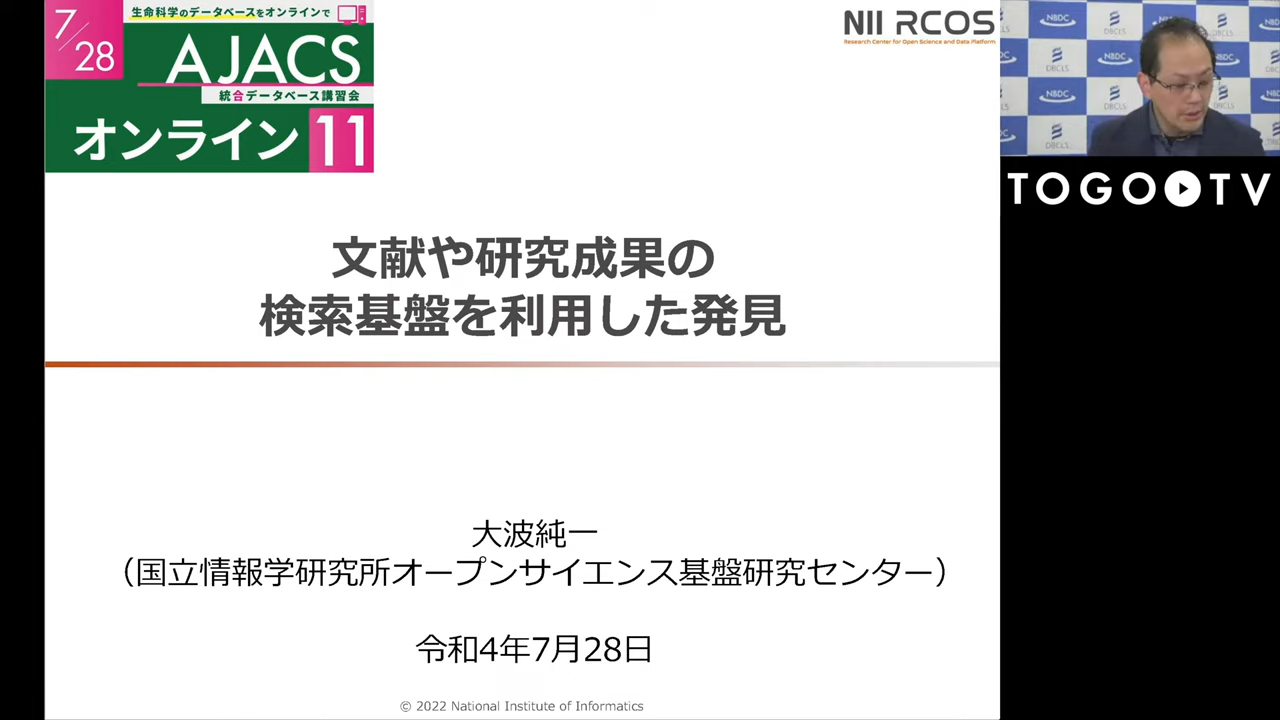 7/28
生命科学のデータベースをオンラインで
AJACS
統合データベース講習会
オンライン 11
NII RCOS
Research Center for Open Science and Data Platform
NBDC
DBCLS
TOGO TV
文献や研究成果の
検索基盤を利用した発見
大波純一
（国立情報学研究所オープンサイエンス基盤研究センター）
令和4年7月28日
© 2022 National Institute of Informatics